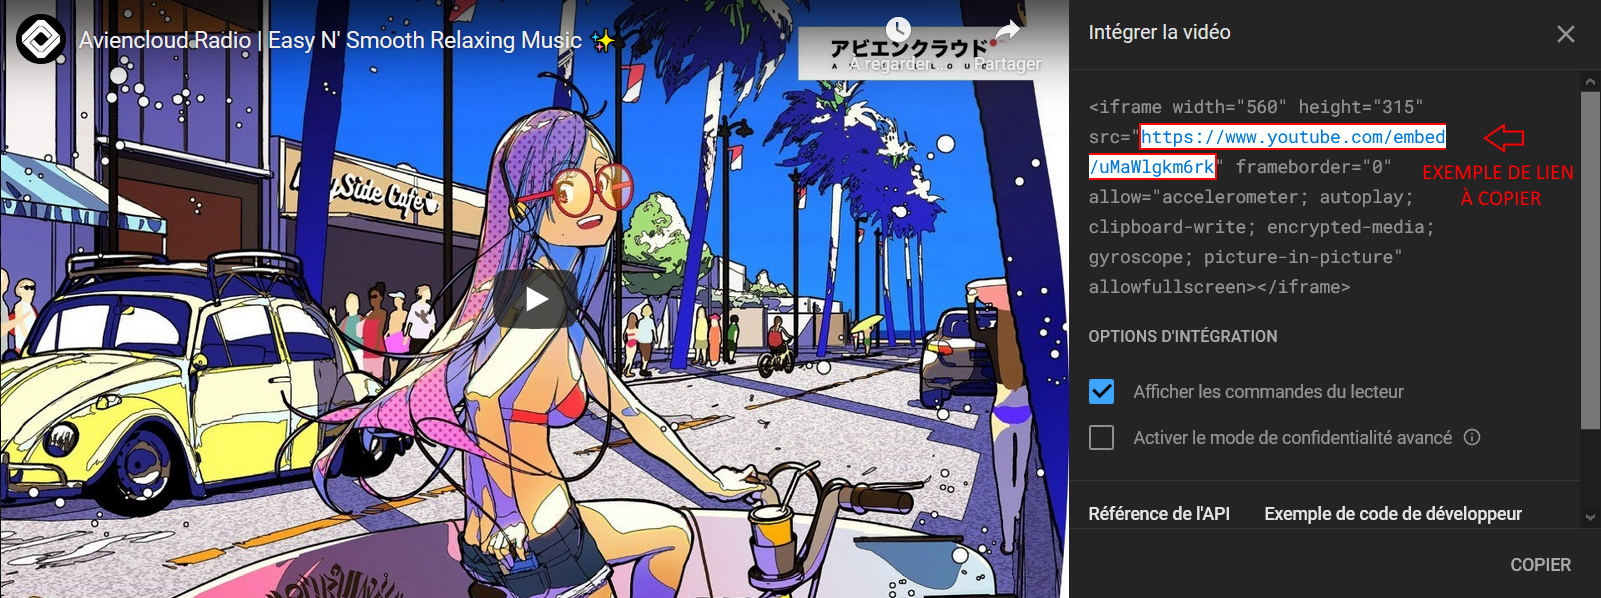 Aviencloud Radio | Easy N' Smooth Relaxing Music ✨
アビエンクラウド
À regarder...
Partager
Side Cafe
Intégrer la vidéo
<iframe width="560" height="315"
src="https://www.youtube.com/embed
/uMaWlgkm6rk" frameborder="0"
allow="accelerometer; autoplay;
clipboard-write; encrypted-media;
gyroscope; picture-in-picture"
allowfullscreen></iframe>
EXEMPLE DE LIEN
À COPIER
OPTIONS D'INTÉGRATION
Afficher les commandes du lecteur
Activer le mode de confidentialité avancé
Référence de l'API
Exemple de code de développeur
COPIER